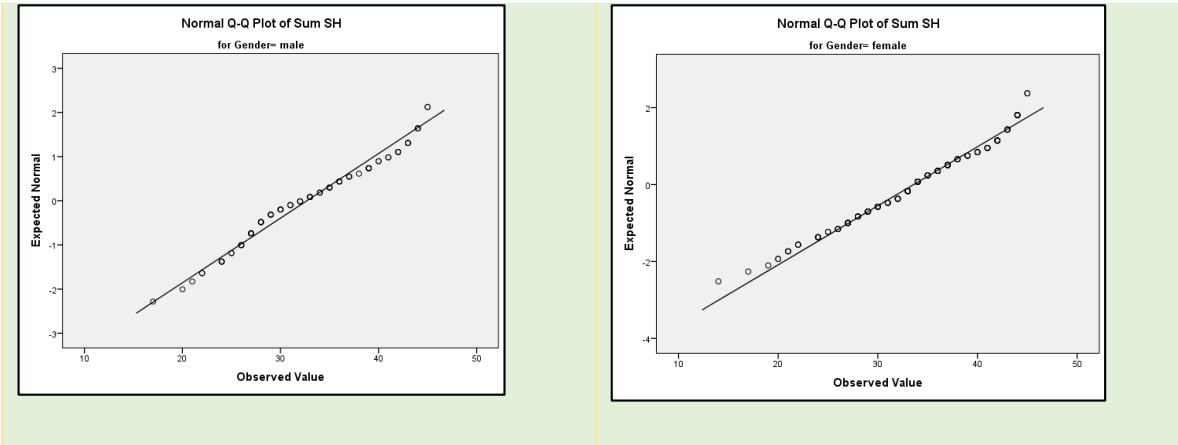 Normal Q-Q Plot of Sum SH
for Gender= male
Expected Normal
3
2
1
0
-1
-2
-3
10 20 30 40 50
Observed Value
Normal Q-Q Plot of Sum SH
for Gender= female
Expected Normal
2
0
-2
-4
10 20 30 40 50
Observed Value